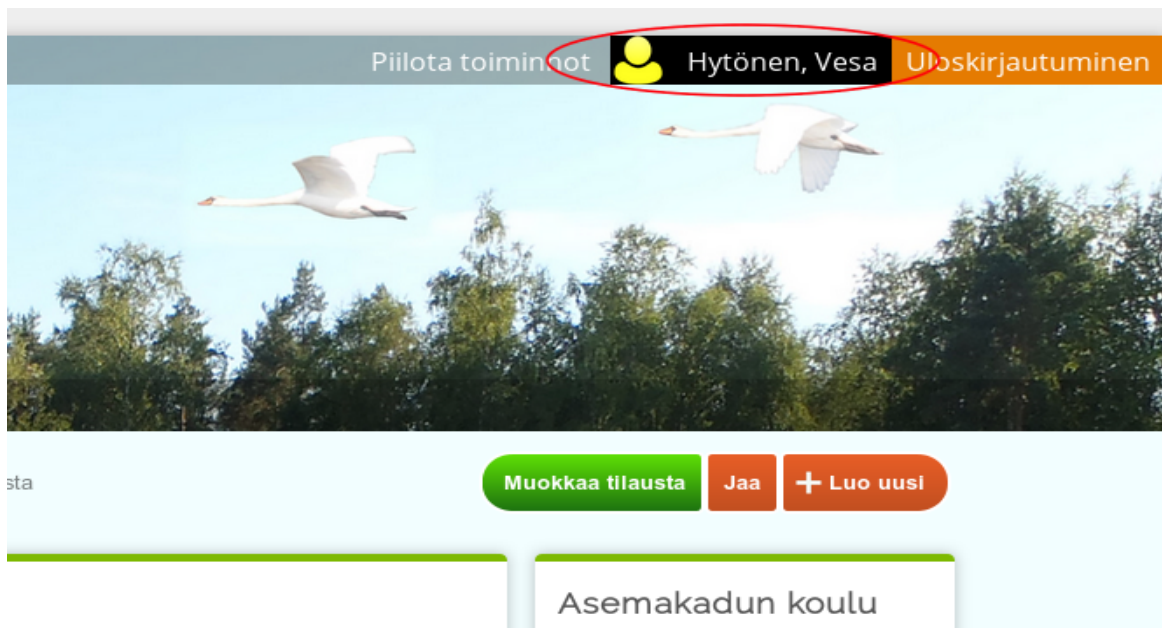 Piilota toiminnot Hytönen, Vesa Uloskirjautuminen
sta Muokkaa tilausta Jaa + Luo uusi
Asemakadun koulu